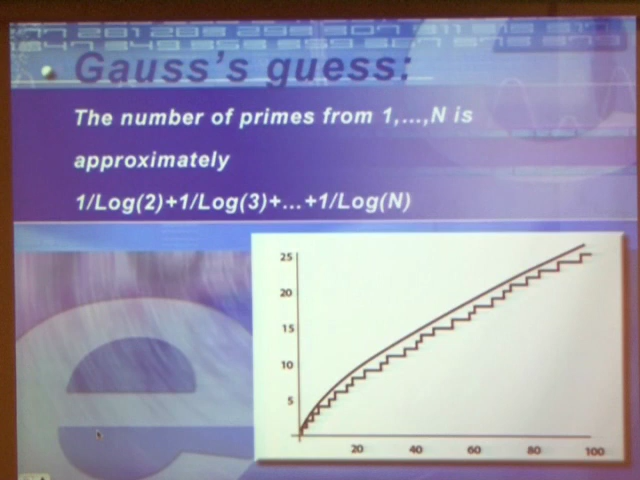 Gauss's guess:
The number of primes from 1,...,N is
approximately
1/Log(2)+1/Log(3)+...+1/Log(N)
25
20
15
10
5
20 40 60 80 100